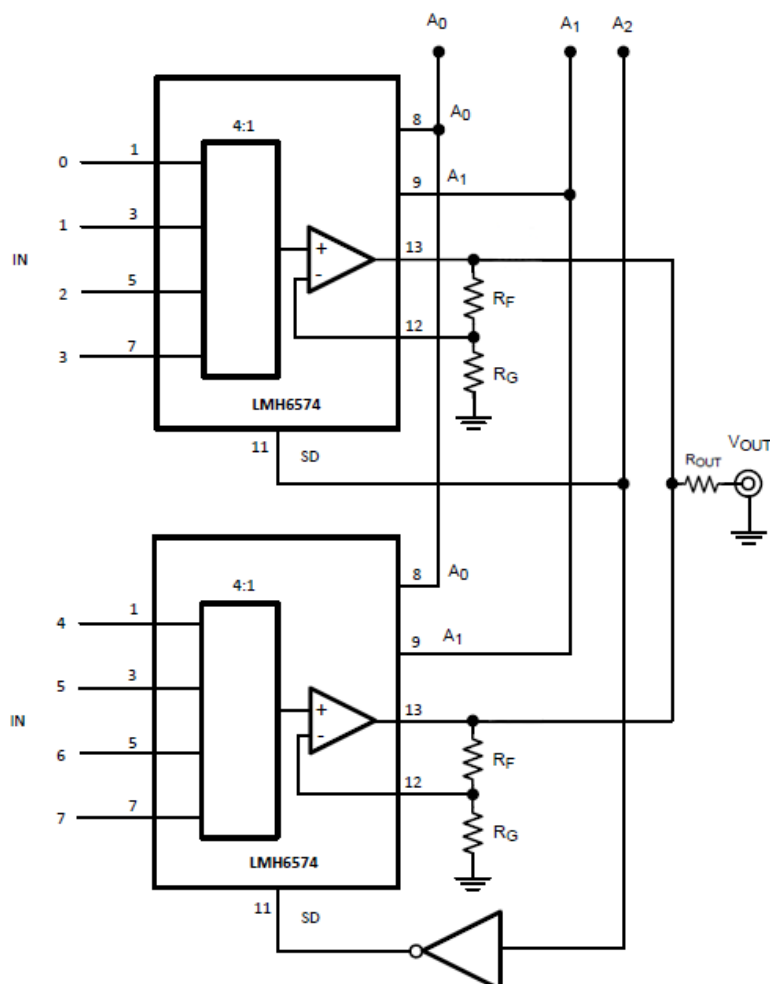 A0 A1 A2
8 A0
4:1
0 1
9 A1
1 3
+ 13
IN
-
2 5
RF
12
3 7
RG
LMH6574
11 SD
VOUT
ROUT
8 A0
4:1
4 1
9 A1
5 3
+ 13
IN
-
6 5
RF
12
7 7
RG
LMH6574
11 SD